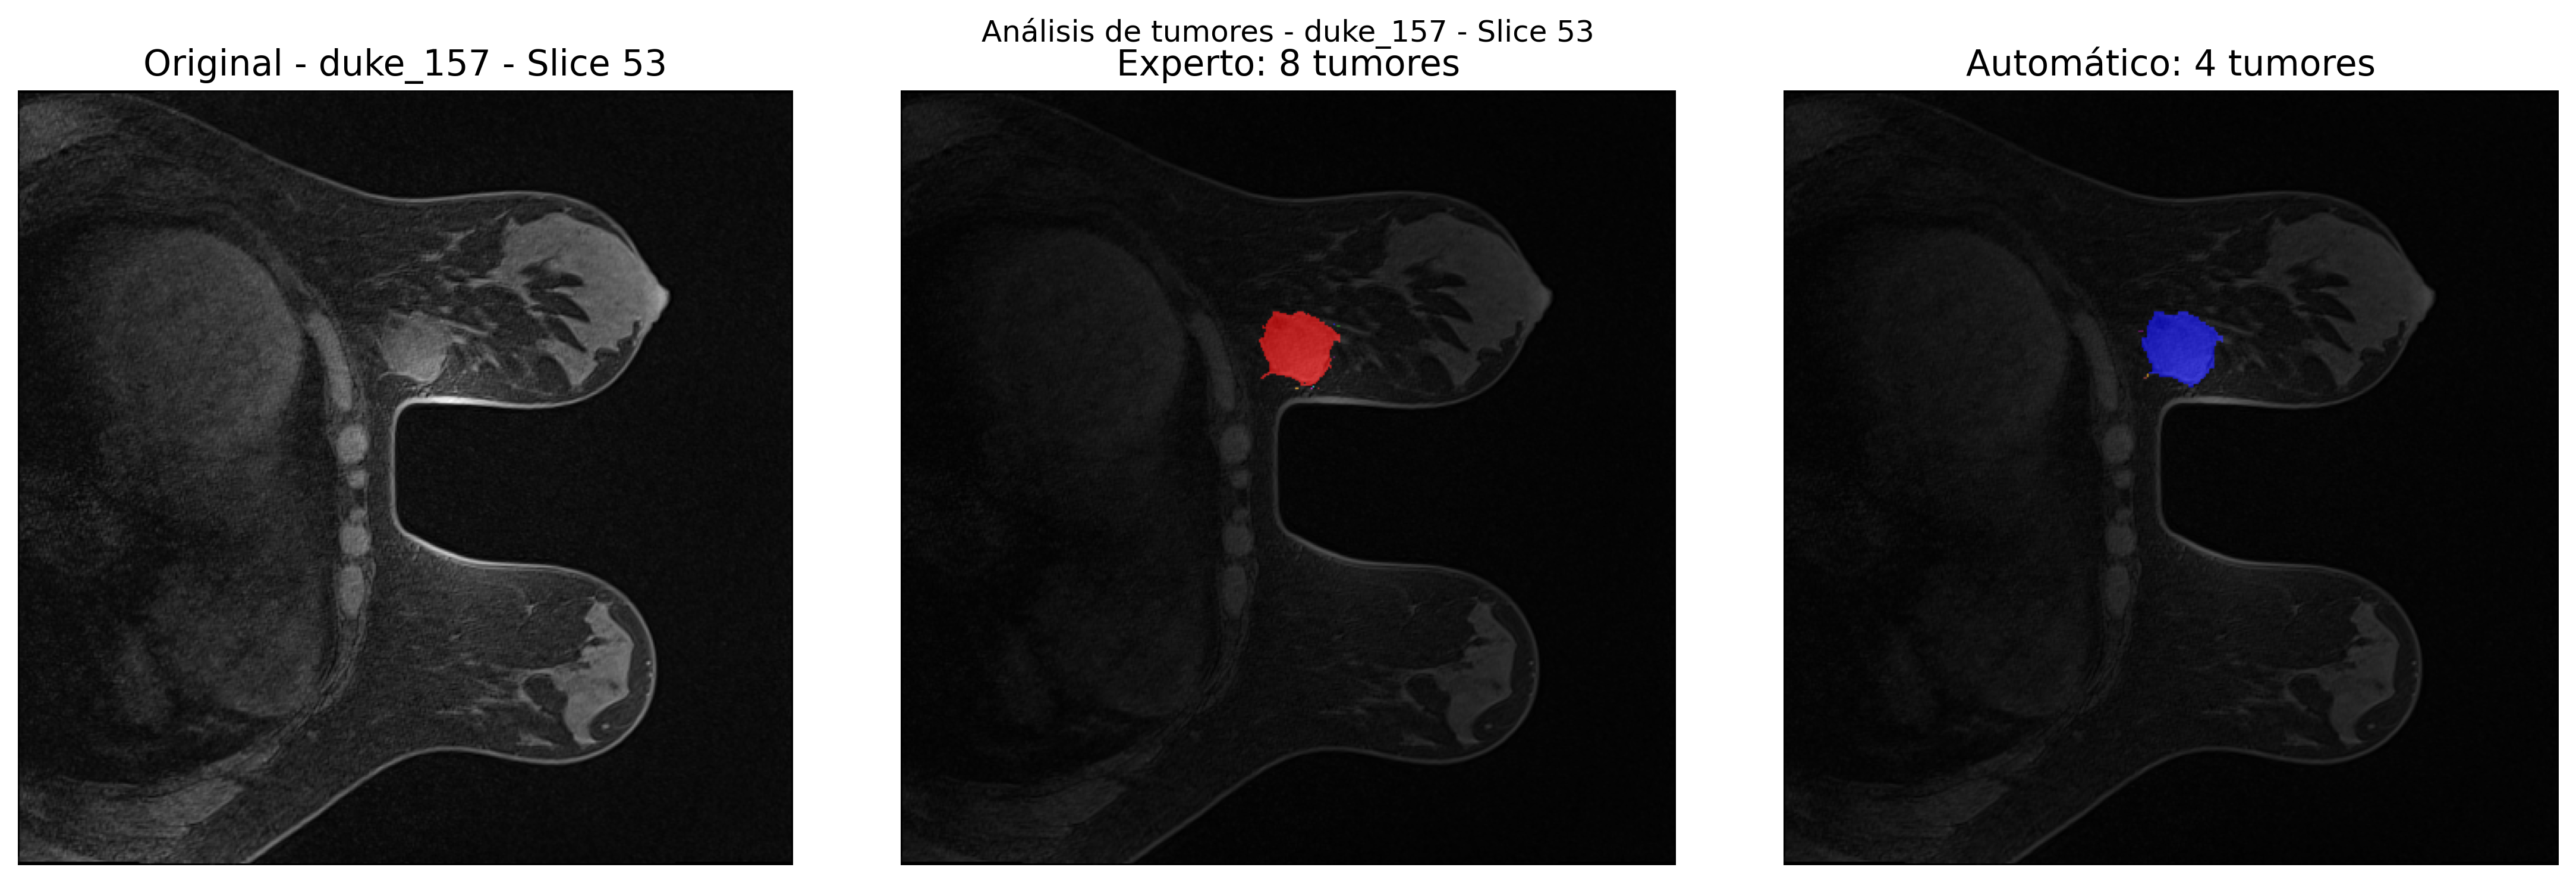 Análisis de tumores - duke_157 - Slice 53
Original - duke_157 - Slice 53
Experto: 8 tumores
Automático: 4 tumores